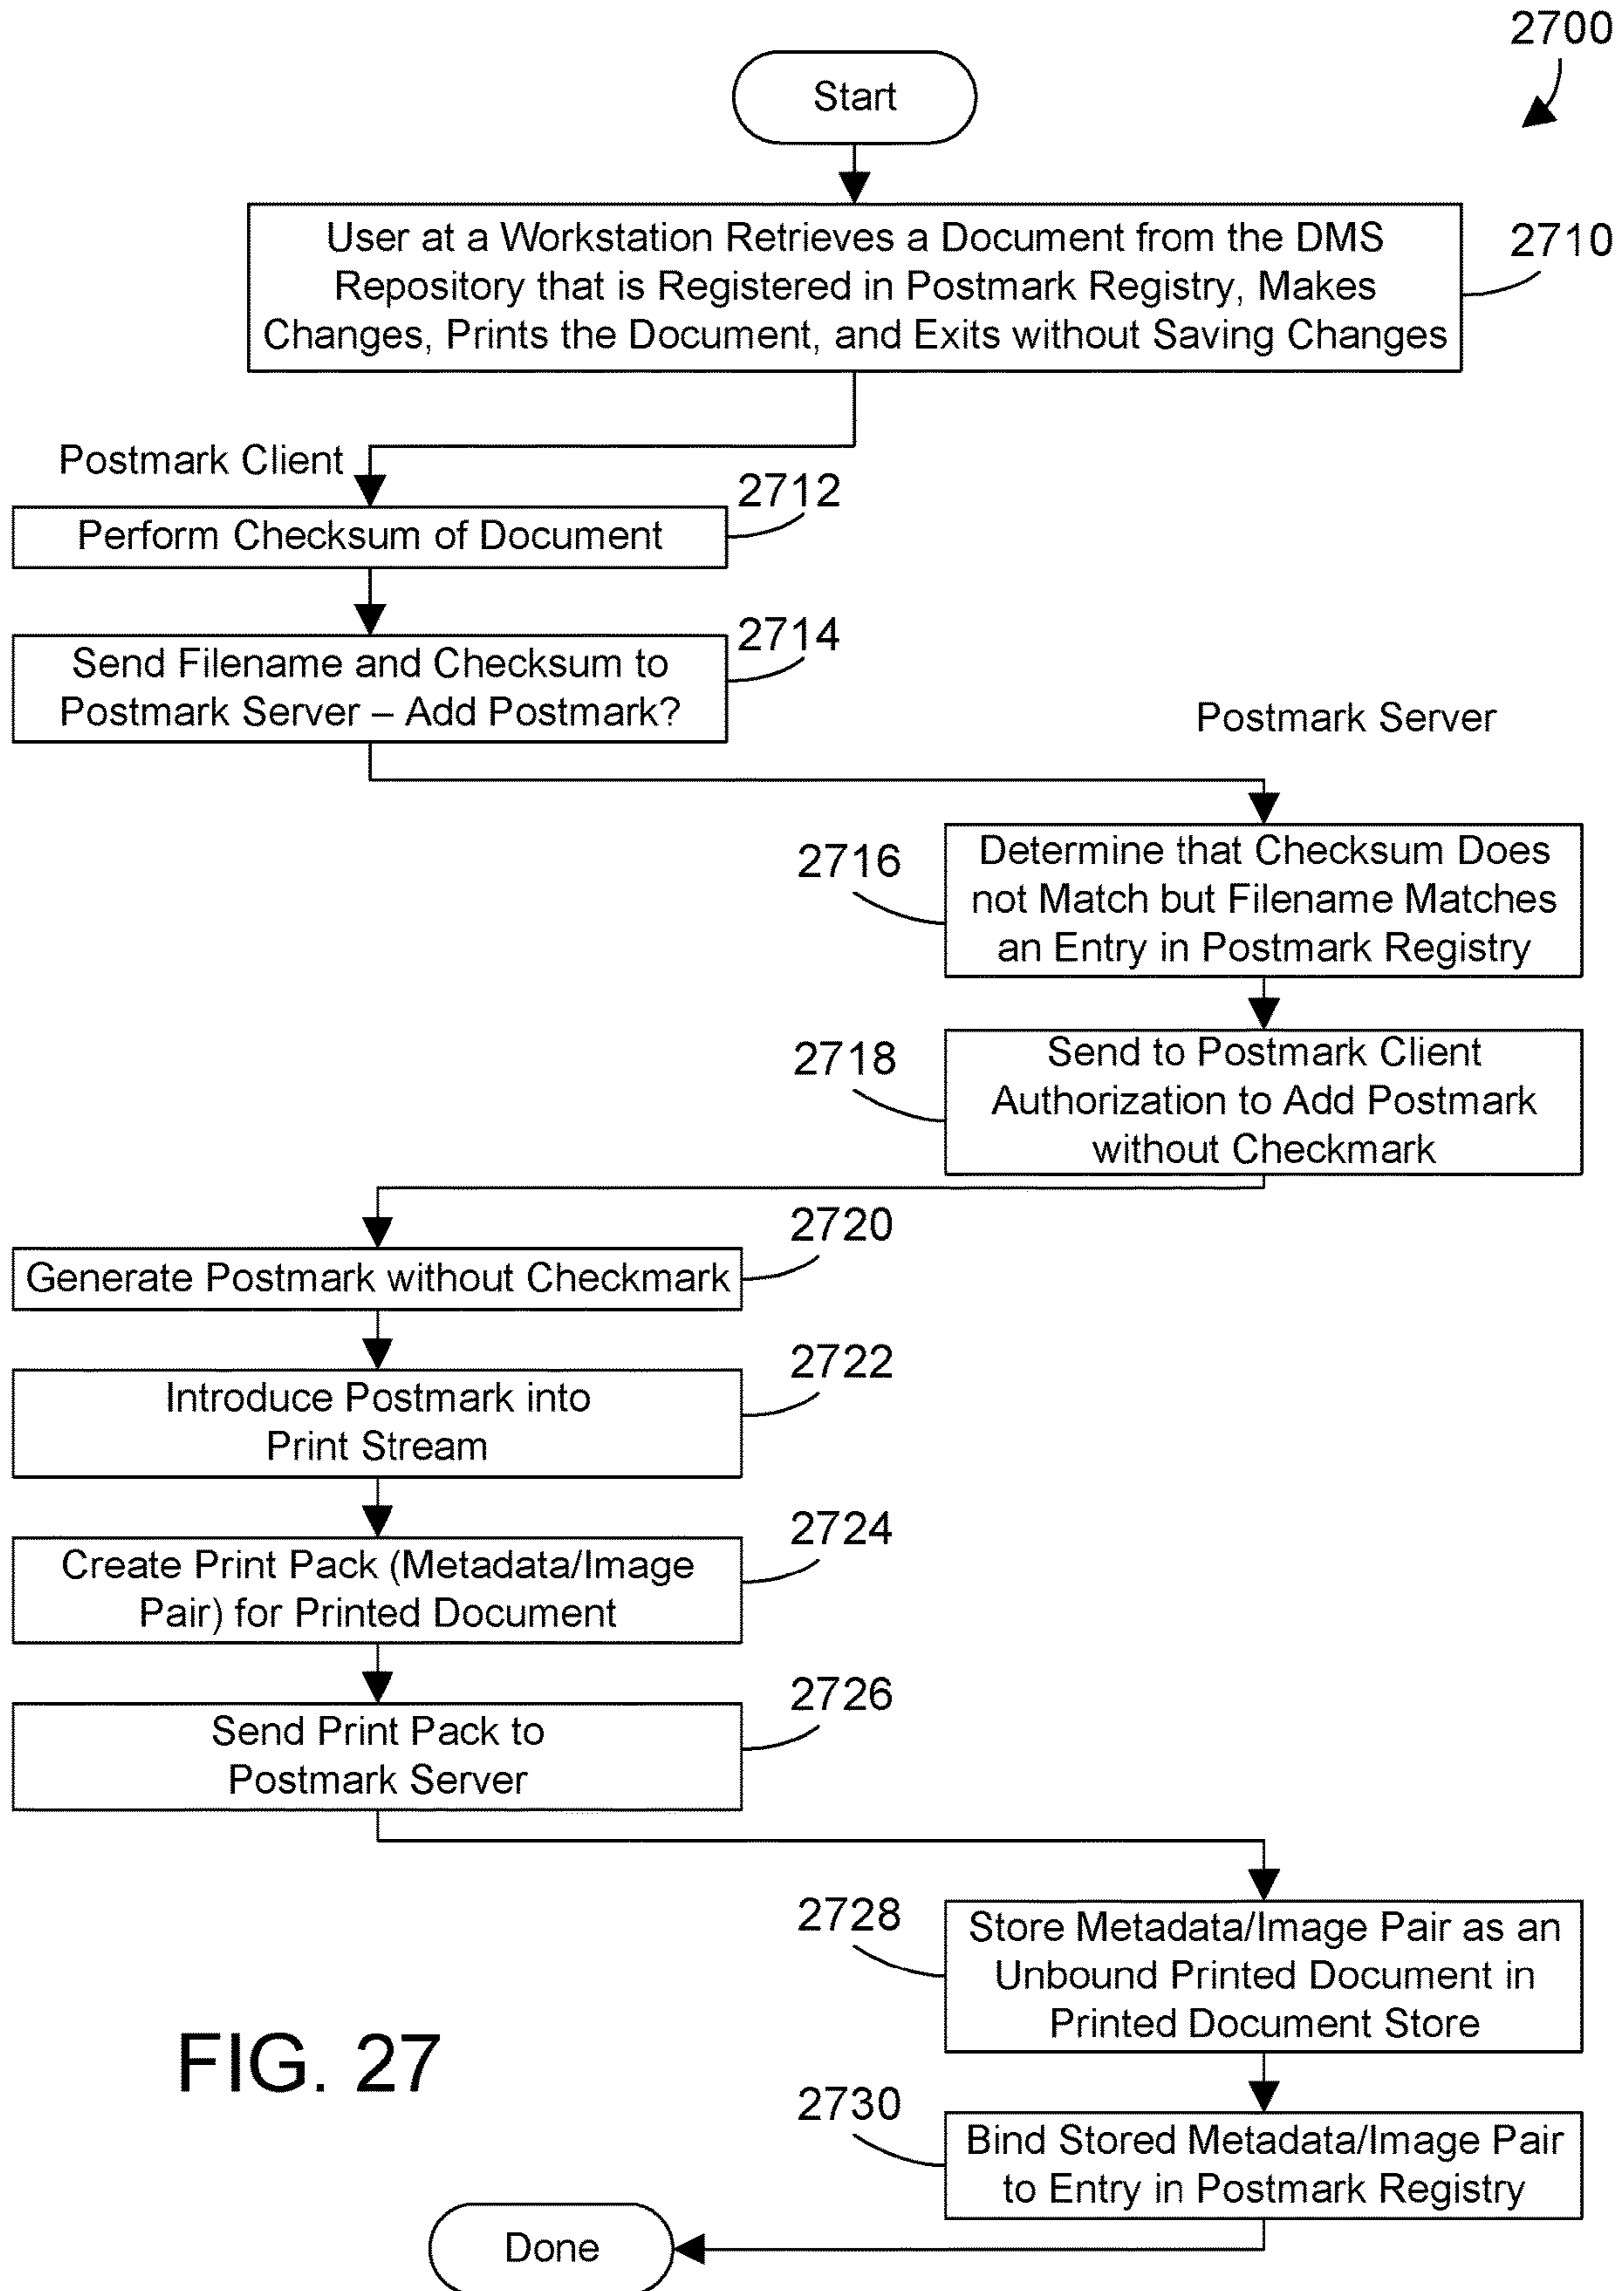 2700
Start
User at a Workstation Retrieves a Document from the DMS
Repository that is Registered in Postmark Registry, Makes
Changes, Prints the Document, and Exits without Saving Changes
2710
Postmark Client
2712
Perform Checksum of Document
2714
Send Filename and Checksum to
Postmark Server – Add Postmark?
Postmark Server
2716
Determine that Checksum Does
not Match but Filename Matches
an Entry in Postmark Registry
2718
Send to Postmark Client
Authorization to Add Postmark
without Checkmark
2720
Generate Postmark without Checkmark
2722
Introduce Postmark into
Print Stream
2724
Create Print Pack (Metadata/Image
Pair) for Printed Document
2726
Send Print Pack to
Postmark Server
2728
Store Metadata/Image Pair as an
Unbound Printed Document in
Printed Document Store
FIG. 27
2730
Bind Stored Metadata/Image Pair
to Entry in Postmark Registry
Done